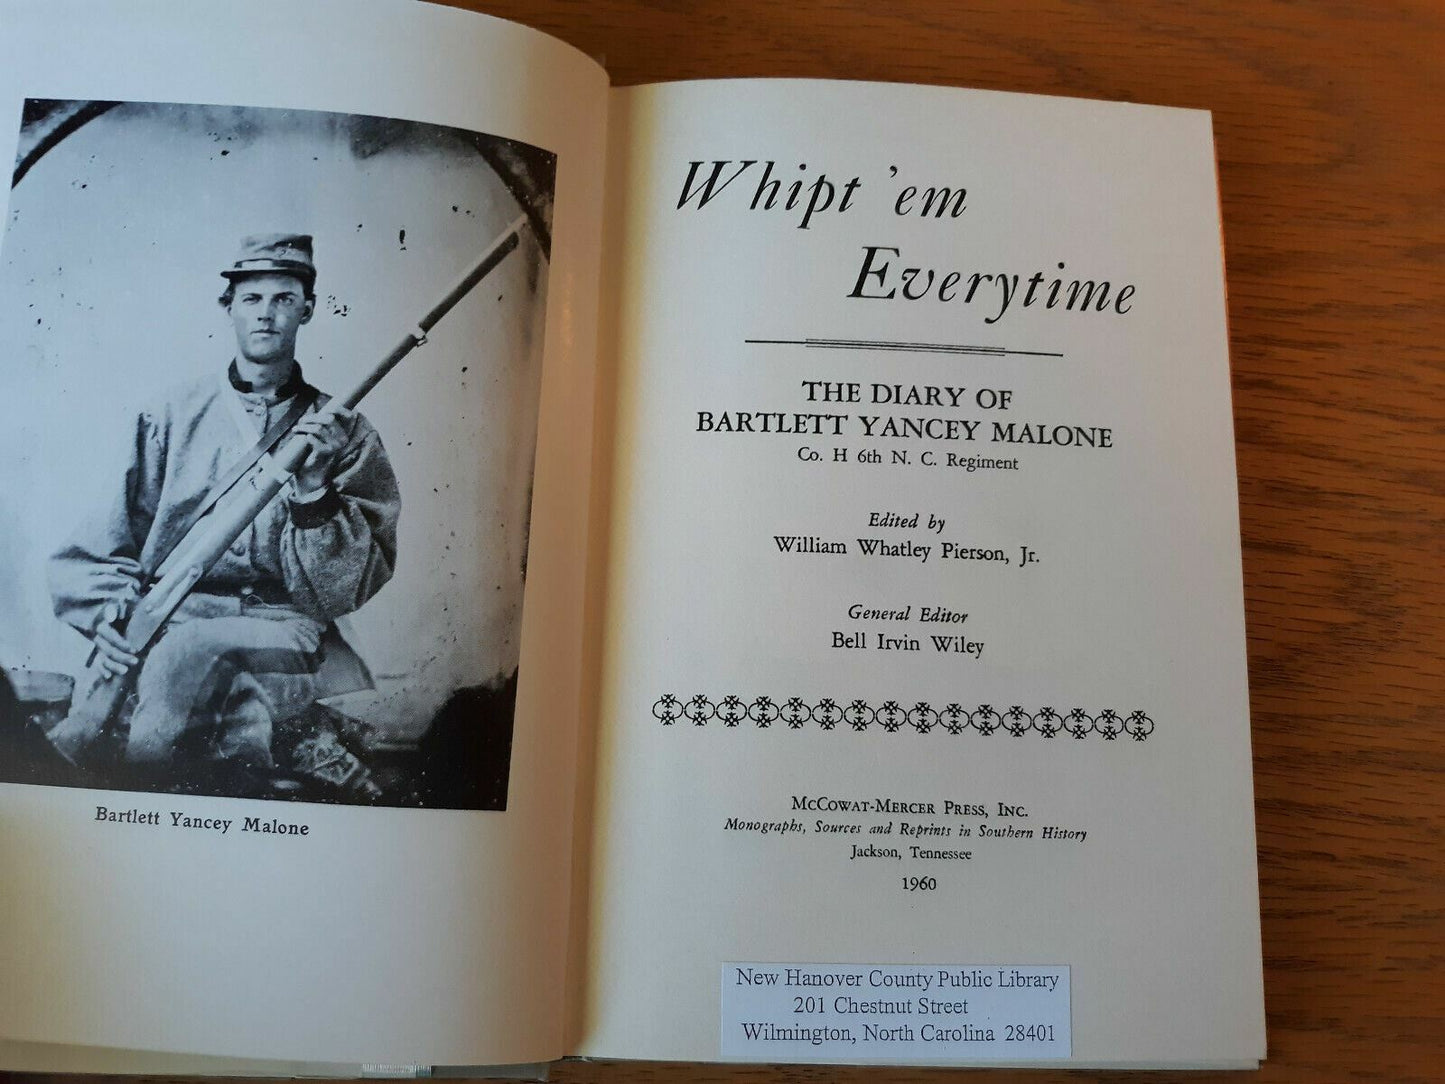 Bartlett Yancey Malone
Whipt 'em
Everytime
THE DIARY OF
BARTLETT YANCEY MALONE
Co. H 6th N. C. Regiment
Edited by
William Whatley Pierson, Jr.
General Editor
Bell Irvin Wiley
McCowat-Mercer Press, Inc.
Monographs, Sources and Reprints in Southern History
Jackson, Tennessee
1960
New Hanover County Public Library
201 Chestnut Street
Wilmington, North Carolina 28401